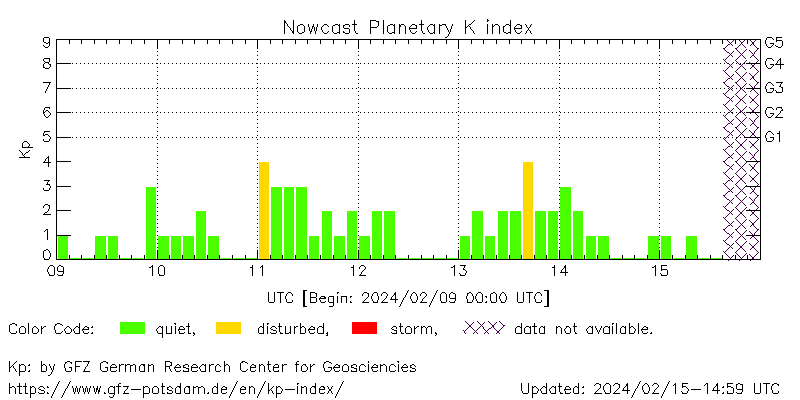 Nowcast Planetary K index
9 G5
8 G4
7 G3
6 G2
5 G1
4
3
2
1
0
Kp
09 10 11 12 13 14 15
UTC [Begin: 2024/02/09 00:00 UTC]
Color Code: quiet, disturbed, storm, data not available.
Kp: by GFZ German Research Center for Geosciencies
https://www.gfz-potsdam.de/en/kp-index/ Updated: 2024/02/15-14:59 UTC